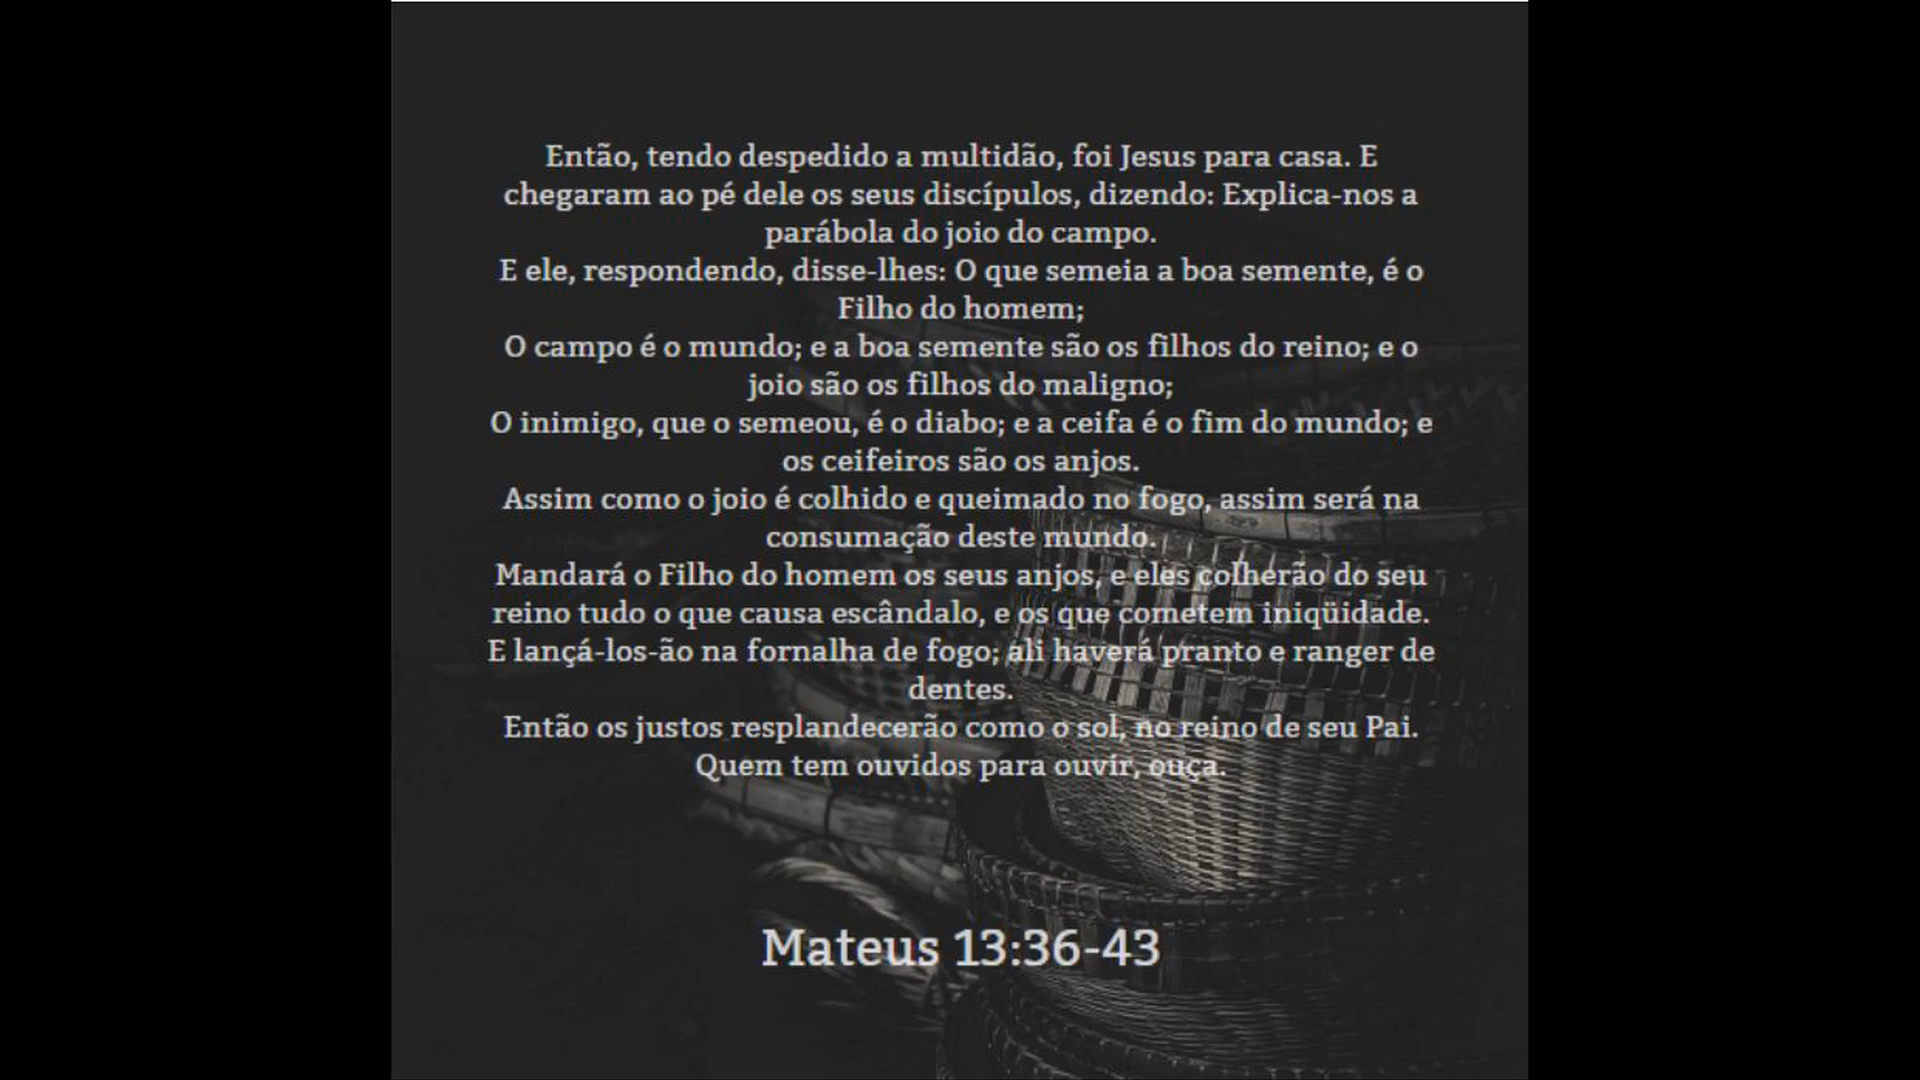 Então, tendo despedido a multidão, foi Jesus para casa. E
chegaram ao pé dele os seus discípulos, dizendo: Explica-nos a
parábola do joio do campo.
E ele, respondendo, disse-lhes: O que semeia a boa semente, é o
Filho do homem;
O campo é o mundo; e a boa semente são os filhos do reino; e o
joio são os filhos do maligno;
O inimigo, que o semeou, é o diabo; e a ceifa é o fim do mundo; e
os ceifeiros são os anjos.
Assim como o joio é colhido e queimado no fogo, assim será na
consumação deste mundo.
Mandará o Filho do homem os seus anjos, e eles colherão do seu
reino tudo o que causa escândalo, e os que cometem iniqüidade.
E lançá-los-ão na fornalha de fogo; ali haverá pranto e ranger de
dentes.
Então os justos resplandecerão como o sol, no reino de seu Pai.
Quem tem ouvidos para ouvir, ouça.
Mateus 13:36-43